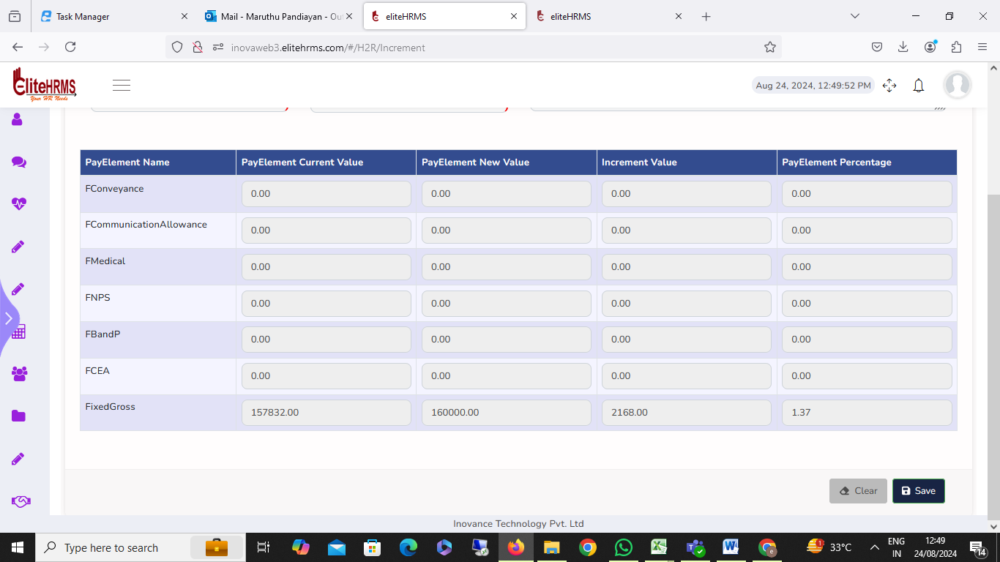 Task Manager
Mail - Maruthu Pandiayan - Ou
eliteHRMS
eliteHRMS
inovaweb3.elitehrms.com/#/H2R/Increment
EliteHRMS
Your HR Needs
Aug 24, 2024, 12:49:52 PM
PayElement Name PayElement Current Value PayElement New Value Increment Value PayElement Percentage
FConveyance 0.00 0.00 0.00 0.00
FCommunicationAllowance 0.00 0.00 0.00 0.00
FMedical 0.00 0.00 0.00 0.00
FNPS 0.00 0.00 0.00 0.00
FBandP 0.00 0.00 0.00 0.00
FCEA 0.00 0.00 0.00 0.00
FixedGross 157832.00 160000.00 2168.00 1.37
Clear Save
Inovance Technology Pvt. Ltd
Type here to search
33°C
ENG
IN
12:49
24/08/2024
14